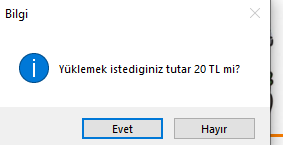 Bilgi
Yüklemek istediginiz tutar 20 TL mi?
Evet
Hayır